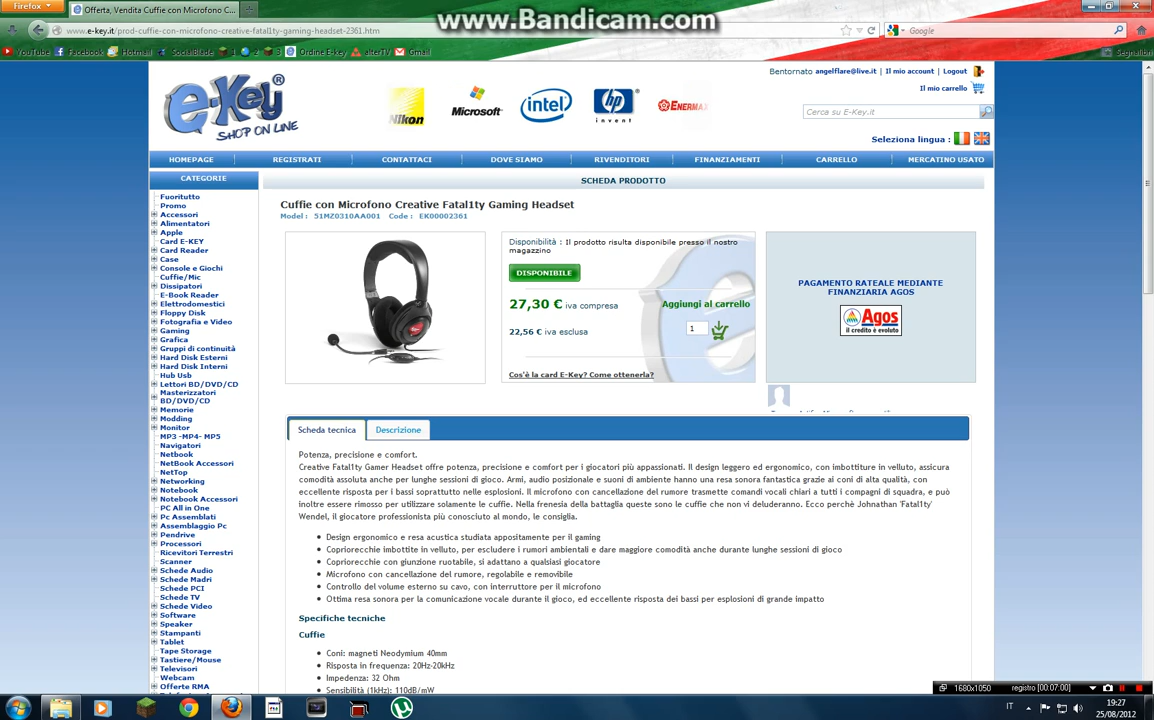 Firefox
Offerta, Vendita Cuffie con Microfono C...
www.Bandicam.com
www.e-key.it/prod-cuffie-con-microfono-creative-fatal1ty-gaming-headset-2361.htm
Google
YouTube Facebook Hotmail SocialBlade 1 2 3 Ordine E-key alterTV Gmail
Segnalibri
e-Key
SHOP ON LINE
Nikon
Microsoft
intel
hp
invent
ENERMAX
Bentornato angelflare@live.it | Il mio account | Logout
Il mio carrello
Cerca su E-Key.it
Seleziona lingua :
HOMEPAGE REGISTRATI CONTATTACI DOVE SIAMO RIVENDITORI FINANZIAMENTI CARRELLO MERCATINO USATO
CATEGORIE
Fuoritutto
Promo
Accessori
Alimentatori
Apple
Card E-KEY
Card Reader
Case
Console e Giochi
Cuffie/Mic
Dissipatori
E-Book Reader
Elettrodomestici
Floppy Disk
Fotografia e Video
Gaming
Grafica
Gruppi di continuità
Hard Disk Esterni
Hard Disk Interni
Hub Usb
Lettori BD/DVD/CD
Masterizzatori
BD/DVD/CD
Memorie
Modding
Monitor
MP3 -MP4- MP5
Navigatori
Netbook
NetBook Accessori
NetTop
Networking
Notebook
Notebook Accessori
PC All in One
Pc Assemblati
Assemblaggio Pc
Pendrive
Processori
Ricevitori Terrestri
Scanner
Schede Audio
Schede Madri
Schede PCI
Schede TV
Schede Video
Software
Speaker
Stampanti
Tablet
Tape Storage
Tastiere/Mouse
Televisori
Webcam
Offerte RMA
SCHEDA PRODOTTO
Cuffie con Microfono Creative Fatal1ty Gaming Headset
Model : 51MZ0310AA001 Code : EK00002361
Disponibilità : Il prodotto risulta disponibile presso il nostro
magazzino
DISPONIBILE
27,30 € iva compresa
Aggiungi al carrello
22,56 € iva esclusa
1
Cos'è la card E-Key? Come ottenerla?
PAGAMENTO RATEALE MEDIANTE
FINANZIARIA AGOS
Agos
il credito è evoluto
Scheda tecnica
Descrizione
Potenza, precisione e comfort.
Creative Fatal1ty Gamer Headset offre potenza, precisione e comfort per i giocatori più appassionati. Il design leggero ed ergonomico, con imbottiture in velluto, assicura
comodità assoluta anche per lunghe sessioni di gioco. Armi, audio posizionale e suoni di ambiente hanno una resa sonora fantastica grazie ai coni di alta qualità, con
eccellente risposta per i bassi soprattutto nelle esplosioni. Il microfono con cancellazione del rumore trasmette comandi vocali chiari a tutti i compagni di squadra, e può
inoltre essere rimosso per utilizzare solamente le cuffie. Nella frenesia della battaglia queste sono le cuffie che non vi deluderanno. Ecco perchè Johnathan 'Fatal1ty'
Wendel, il giocatore professionista più conosciuto al mondo, le consiglia.
Design ergonomico e resa acustica studiata appositamente per il gaming
Copriorecchie imbottite in velluto, per escludere i rumori ambientali e dare maggiore comodità anche durante lunghe sessioni di gioco
Copriorecchie con giunzione ruotabile, si adattano a qualsiasi giocatore
Microfono con cancellazione del rumore, regolabile e removibile
Controllo del volume esterno su cavo, con interruttore per il microfono
Ottima resa sonora per la comunicazione vocale durante il gioco, ed eccellente risposta dei bassi per esplosioni di grande impatto
Specifiche tecniche
Cuffie
Coni: magneti Neodymium 40mm
Risposta in frequenza: 20Hz-20kHz
Impedenza: 32 Ohm
Sensibilità (1kHz): 110dB/mW
1680x1050 registro [00:07:00]
IT
19:27
25/08/2012